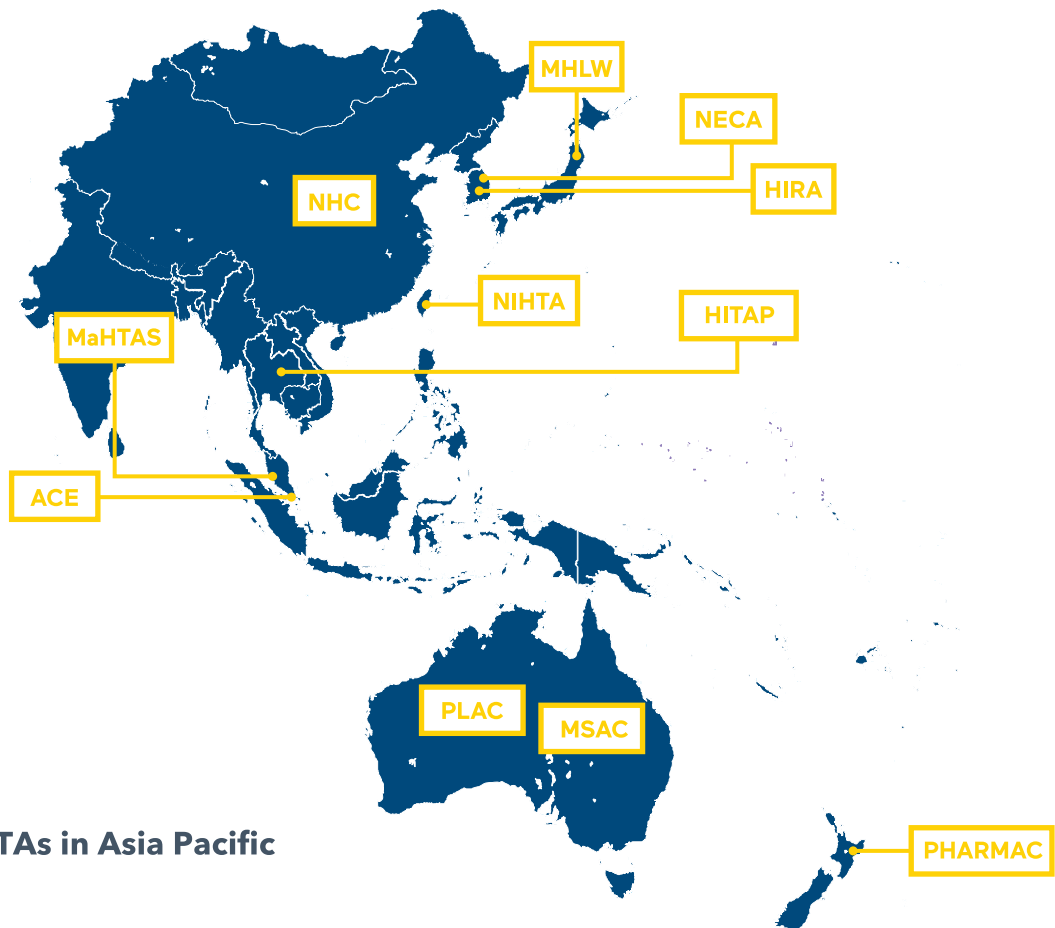 MHLW
NECA
HIRA
NHC
NIHTA
HITAP
MaHTAS
ACE
PLAC
MSAC
TAs in Asia Pacific
PHARMAC